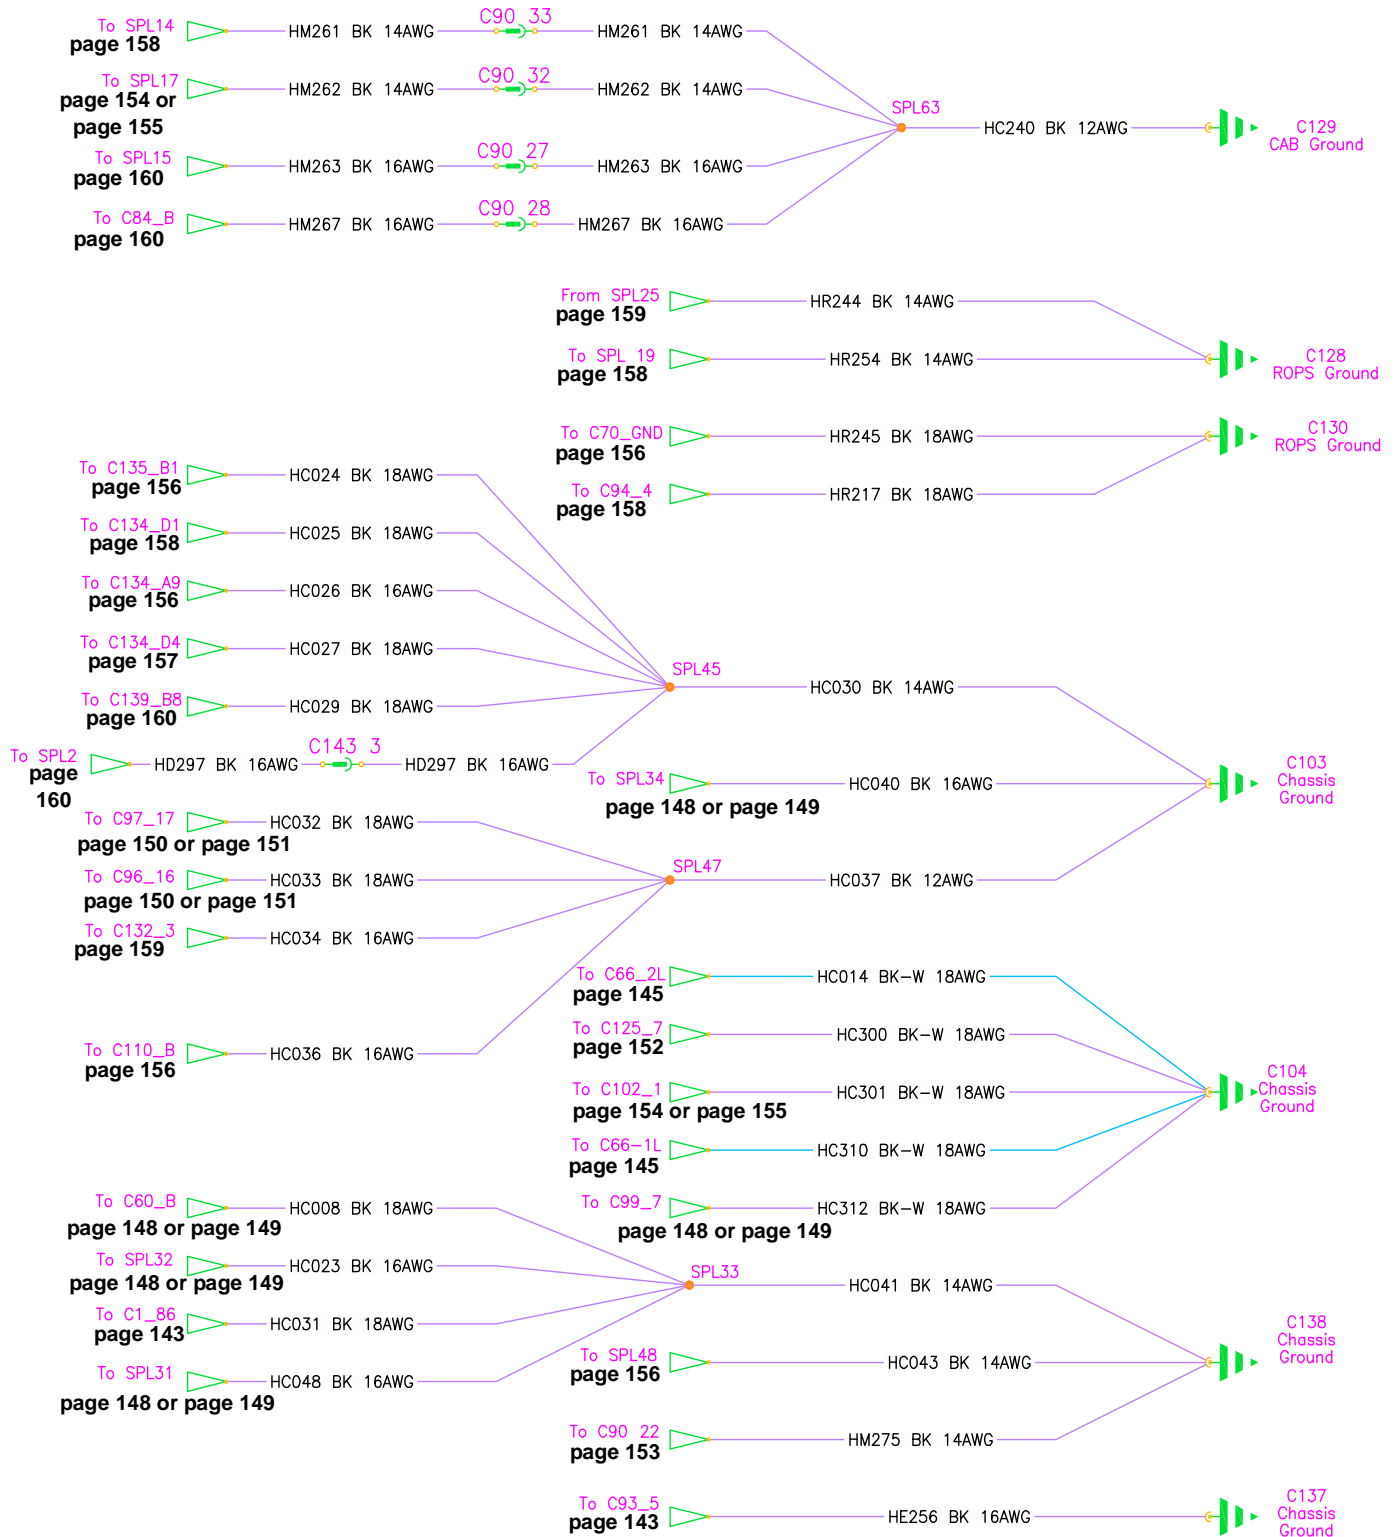 To SPL14
page 158
HM261 BK 14AWG
C90 33
HM261 BK 14AWG
To SPL17
page 154 or
page 155
HM262 BK 14AWG
C90 32
HM262 BK 14AWG
To SPL15
page 160
HM263 BK 16AWG
C90 27
HM263 BK 16AWG
To C84_B
page 160
HM267 BK 16AWG
C90 28
HM267 BK 16AWG
SPL63
HC240 BK 12AWG
C129
CAB Ground
From SPL25
page 159
HR244 BK 14AWG
To SPL 19
page 158
HR254 BK 14AWG
C128
ROPS Ground
To C70_GND
page 156
HR245 BK 18AWG
C130
ROPS Ground
To C94_4
page 158
HR217 BK 18AWG
To C135_B1
page 156
HC024 BK 18AWG
To C134_D1
page 158
HC025 BK 18AWG
To C134_A9
page 156
HC026 BK 16AWG
To C134_D4
page 157
HC027 BK 18AWG
To C139_B8
page 160
HC029 BK 18AWG
To SPL2
page
160
HD297 BK 16AWG
C143 3
HD297 BK 16AWG
SPL45
HC030 BK 14AWG
To SPL34
page 148 or page 149
HC040 BK 16AWG
C103
Chassis
Ground
To C97_17
page 150 or page 151
HC032 BK 18AWG
To C96_16
page 150 or page 151
HC033 BK 18AWG
To C132_3
page 159
HC034 BK 16AWG
To C110_B
page 156
HC036 BK 16AWG
SPL47
HC037 BK 12AWG
To C66_2L
page 145
HC014 BK-W 18AWG
To C125_7
page 152
HC300 BK-W 18AWG
To C102_1
page 154 or page 155
HC301 BK-W 18AWG
To C66-1L
page 145
HC310 BK-W 18AWG
To C99_7
page 148 or page 149
HC312 BK-W 18AWG
C104
Chassis
Ground
To C60_B
page 148 or page 149
HC008 BK 18AWG
To SPL32
page 148 or page 149
HC023 BK 16AWG
To C1_86
page 143
HC031 BK 18AWG
To SPL31
page 148 or page 149
HC048 BK 16AWG
SPL33
HC041 BK 14AWG
To SPL48
page 156
HC043 BK 14AWG
To C90 22
page 153
HM275 BK 14AWG
C138
Chassis
Ground
To C93_5
page 143
HE256 BK 16AWG
C137
Chassis
Ground